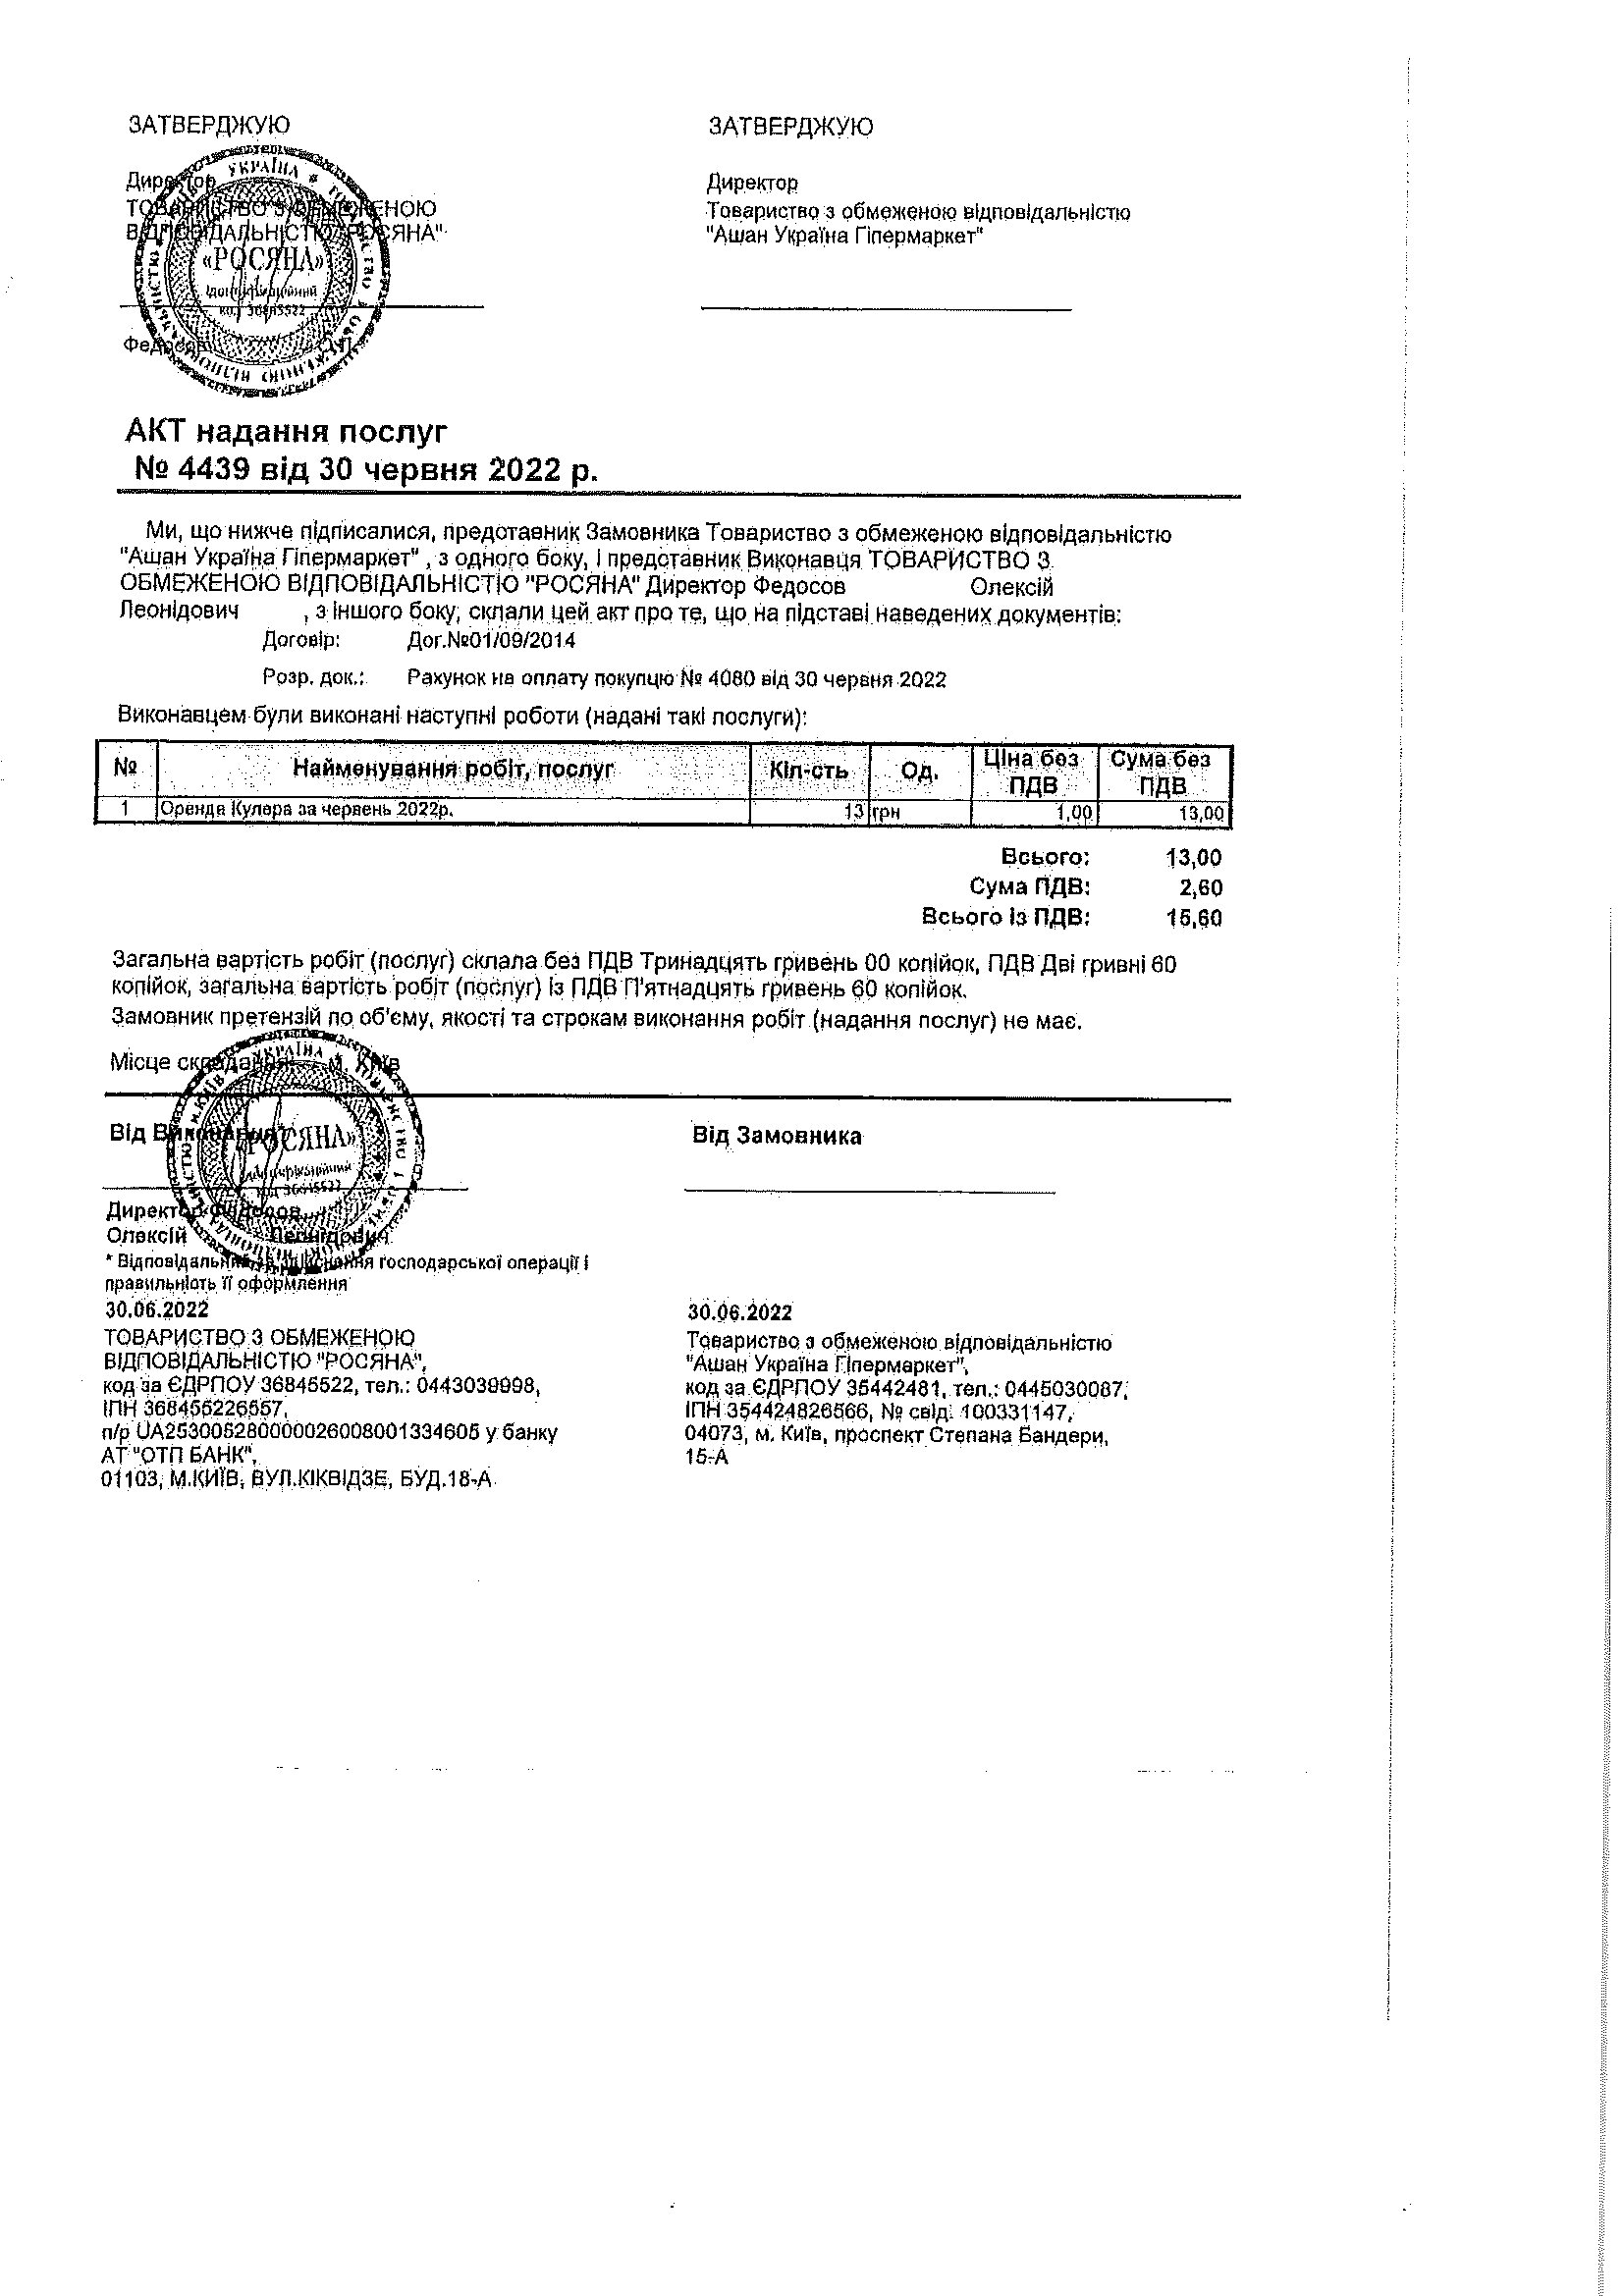 ЗАТВЕРДЖУЮ
ЗАТВЕРДЖУЮ
Директор
ТОВАРИСТВО З ОБМЕЖЕНОЮ
ВІДПОВІДАЛЬНІСТЮ "РОСЯНА"
Директор
Товариство з обмеженою відповідальністю
"Ашан Україна Гіпермаркет"
УКРАЇНА
«РОСЯНА»
Ідентифікаційний
код 36845522
Федосов О.Л.
АКТ надання послуг
№ 4439 від 30 червня 2022 р.
Ми, що нижче підписалися, представник Замовника Товариство з обмеженою відповідальністю
"Ашан Україна Гіпермаркет" , з одного боку, і представник Виконавця ТОВАРИСТВО З
ОБМЕЖЕНОЮ ВІДПОВІДАЛЬНІСТЮ "РОСЯНА" Директор Федосов Олексій
Леонідович , з іншого боку, склали цей акт про те, що на підставі наведених документів:
Договір: Дог.№01/09/2014
Розр. док.: Рахунок на оплату покупцю № 4080 від 30 червня 2022
Виконавцем були виконані наступні роботи (надані такі послуги):
№ Найменування робіт, послуг Кіл-сть Од. Ціна без ПДВ Сума без ПДВ
1 Оренда Кулера за червень 2022р. 13 грн 1,00 13,00
Всього: 13,00
Сума ПДВ: 2,60
Всього із ПДВ: 15,60
Загальна вартість робіт (послуг) склала без ПДВ Тринадцять гривень 00 копійок, ПДВ Дві гривні 60
копійок, загальна вартість робіт (послуг) із ПДВ П'ятнадцять гривень 60 копійок.
Замовник претензій по об'єму, якості та строкам виконання робіт (надання послуг) не має.
Місце складання: м. Київ
Від Виконавця*
Від Замовника
УКРАЇНА
м.КИЇВ
«РОСЯНА»
Ідентифікаційний
код 36845522
Директор Федосов
Олексій Леонідович
* Відповідальний за здійснення господарської операції і
правильність її оформлення
30.06.2022
ТОВАРИСТВО З ОБМЕЖЕНОЮ
ВІДПОВІДАЛЬНІСТЮ "РОСЯНА",
код за ЄДРПОУ 36845522, тел.: 0443039998,
ІПН 368455226557,
п/р UA253005280000026008001334605 у банку
АТ "ОТП БАНК",
01103, М.КИЇВ, ВУЛ.КІКВІДЗЕ, БУД.18-А
30.06.2022
Товариство з обмеженою відповідальністю
"Ашан Україна Гіпермаркет",
код за ЄДРПОУ 35442481, тел.: 0445030087,
ІПН 354424826566, № свід. 100331147,
04073, м. Київ, проспект Степана Бандери,
15-А